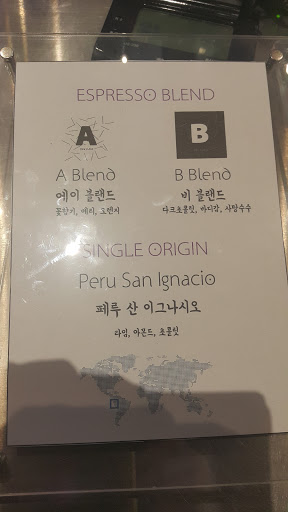 ESPRESSO BLEND
A
B
A Blend
B Blend
에이 블랜드
비 블랜드
꽃향기, 베리, 오렌지
다크초콜릿, 바디감, 사탕수수
SINGLE ORIGIN
Peru San Ignacio
페루 산 이그나시오
라임, 아몬드, 초콜릿